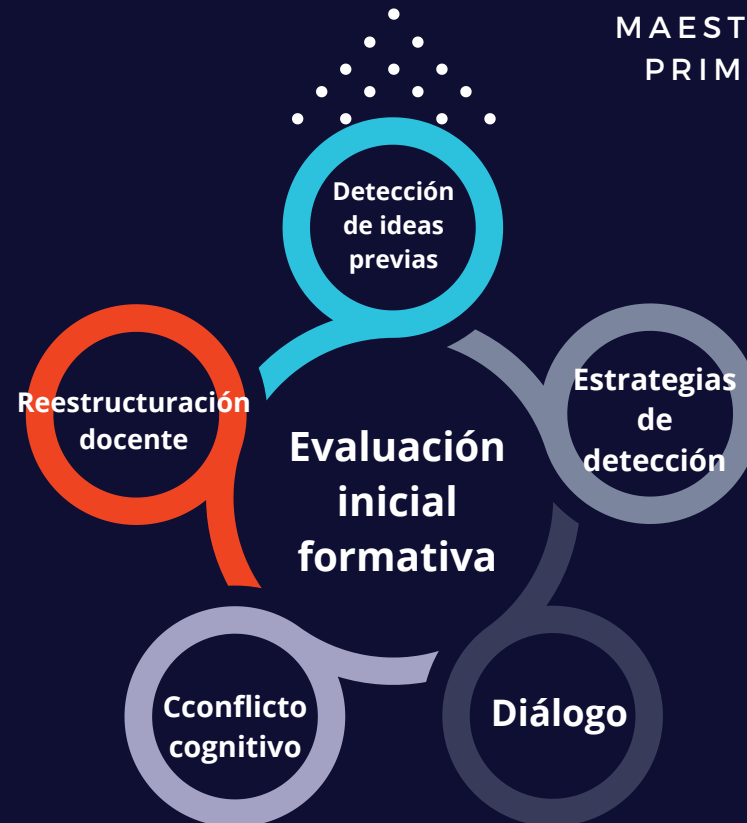 MAEST
PRIM
Detección
de ideas
previas
Estrategias
de
detección
Reestructuración
docente
Evaluación
inicial
formativa
Cconflicto
cognitivo
Diálogo